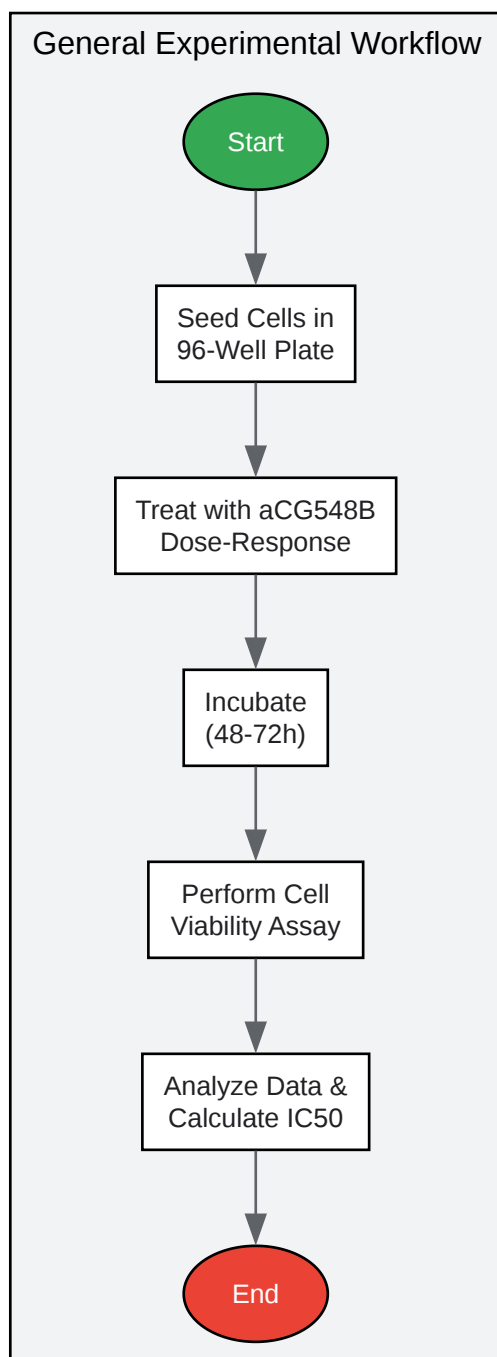 General Experimental Workflow
Start
Seed Cells in
96-Well Plate
Treat with aCG548B
Dose-Response
Incubate
(48-72h)
Perform Cell
Viability Assay
Analyze Data &
Calculate IC50
End